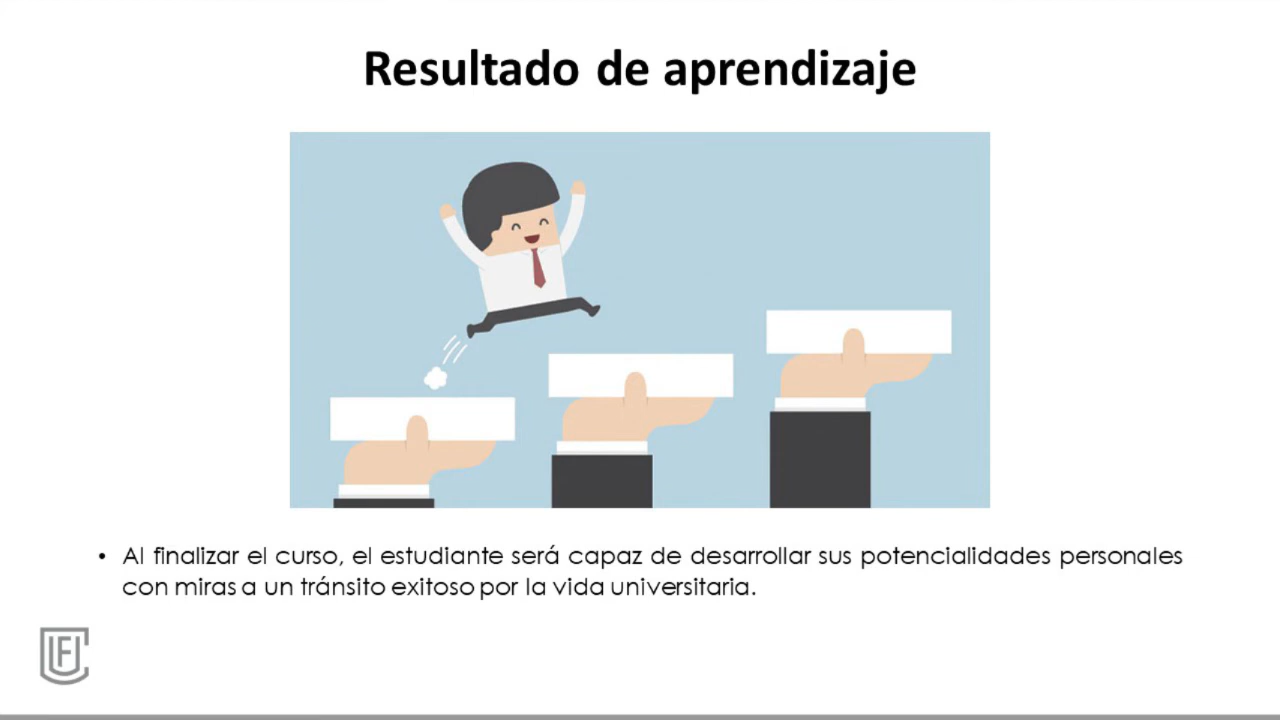 Resultado de aprendizaje
• Al finalizar el curso, el estudiante será capaz de desarrollar sus potencialidades personales
con miras a un tránsito exitoso por la vida universitaria.